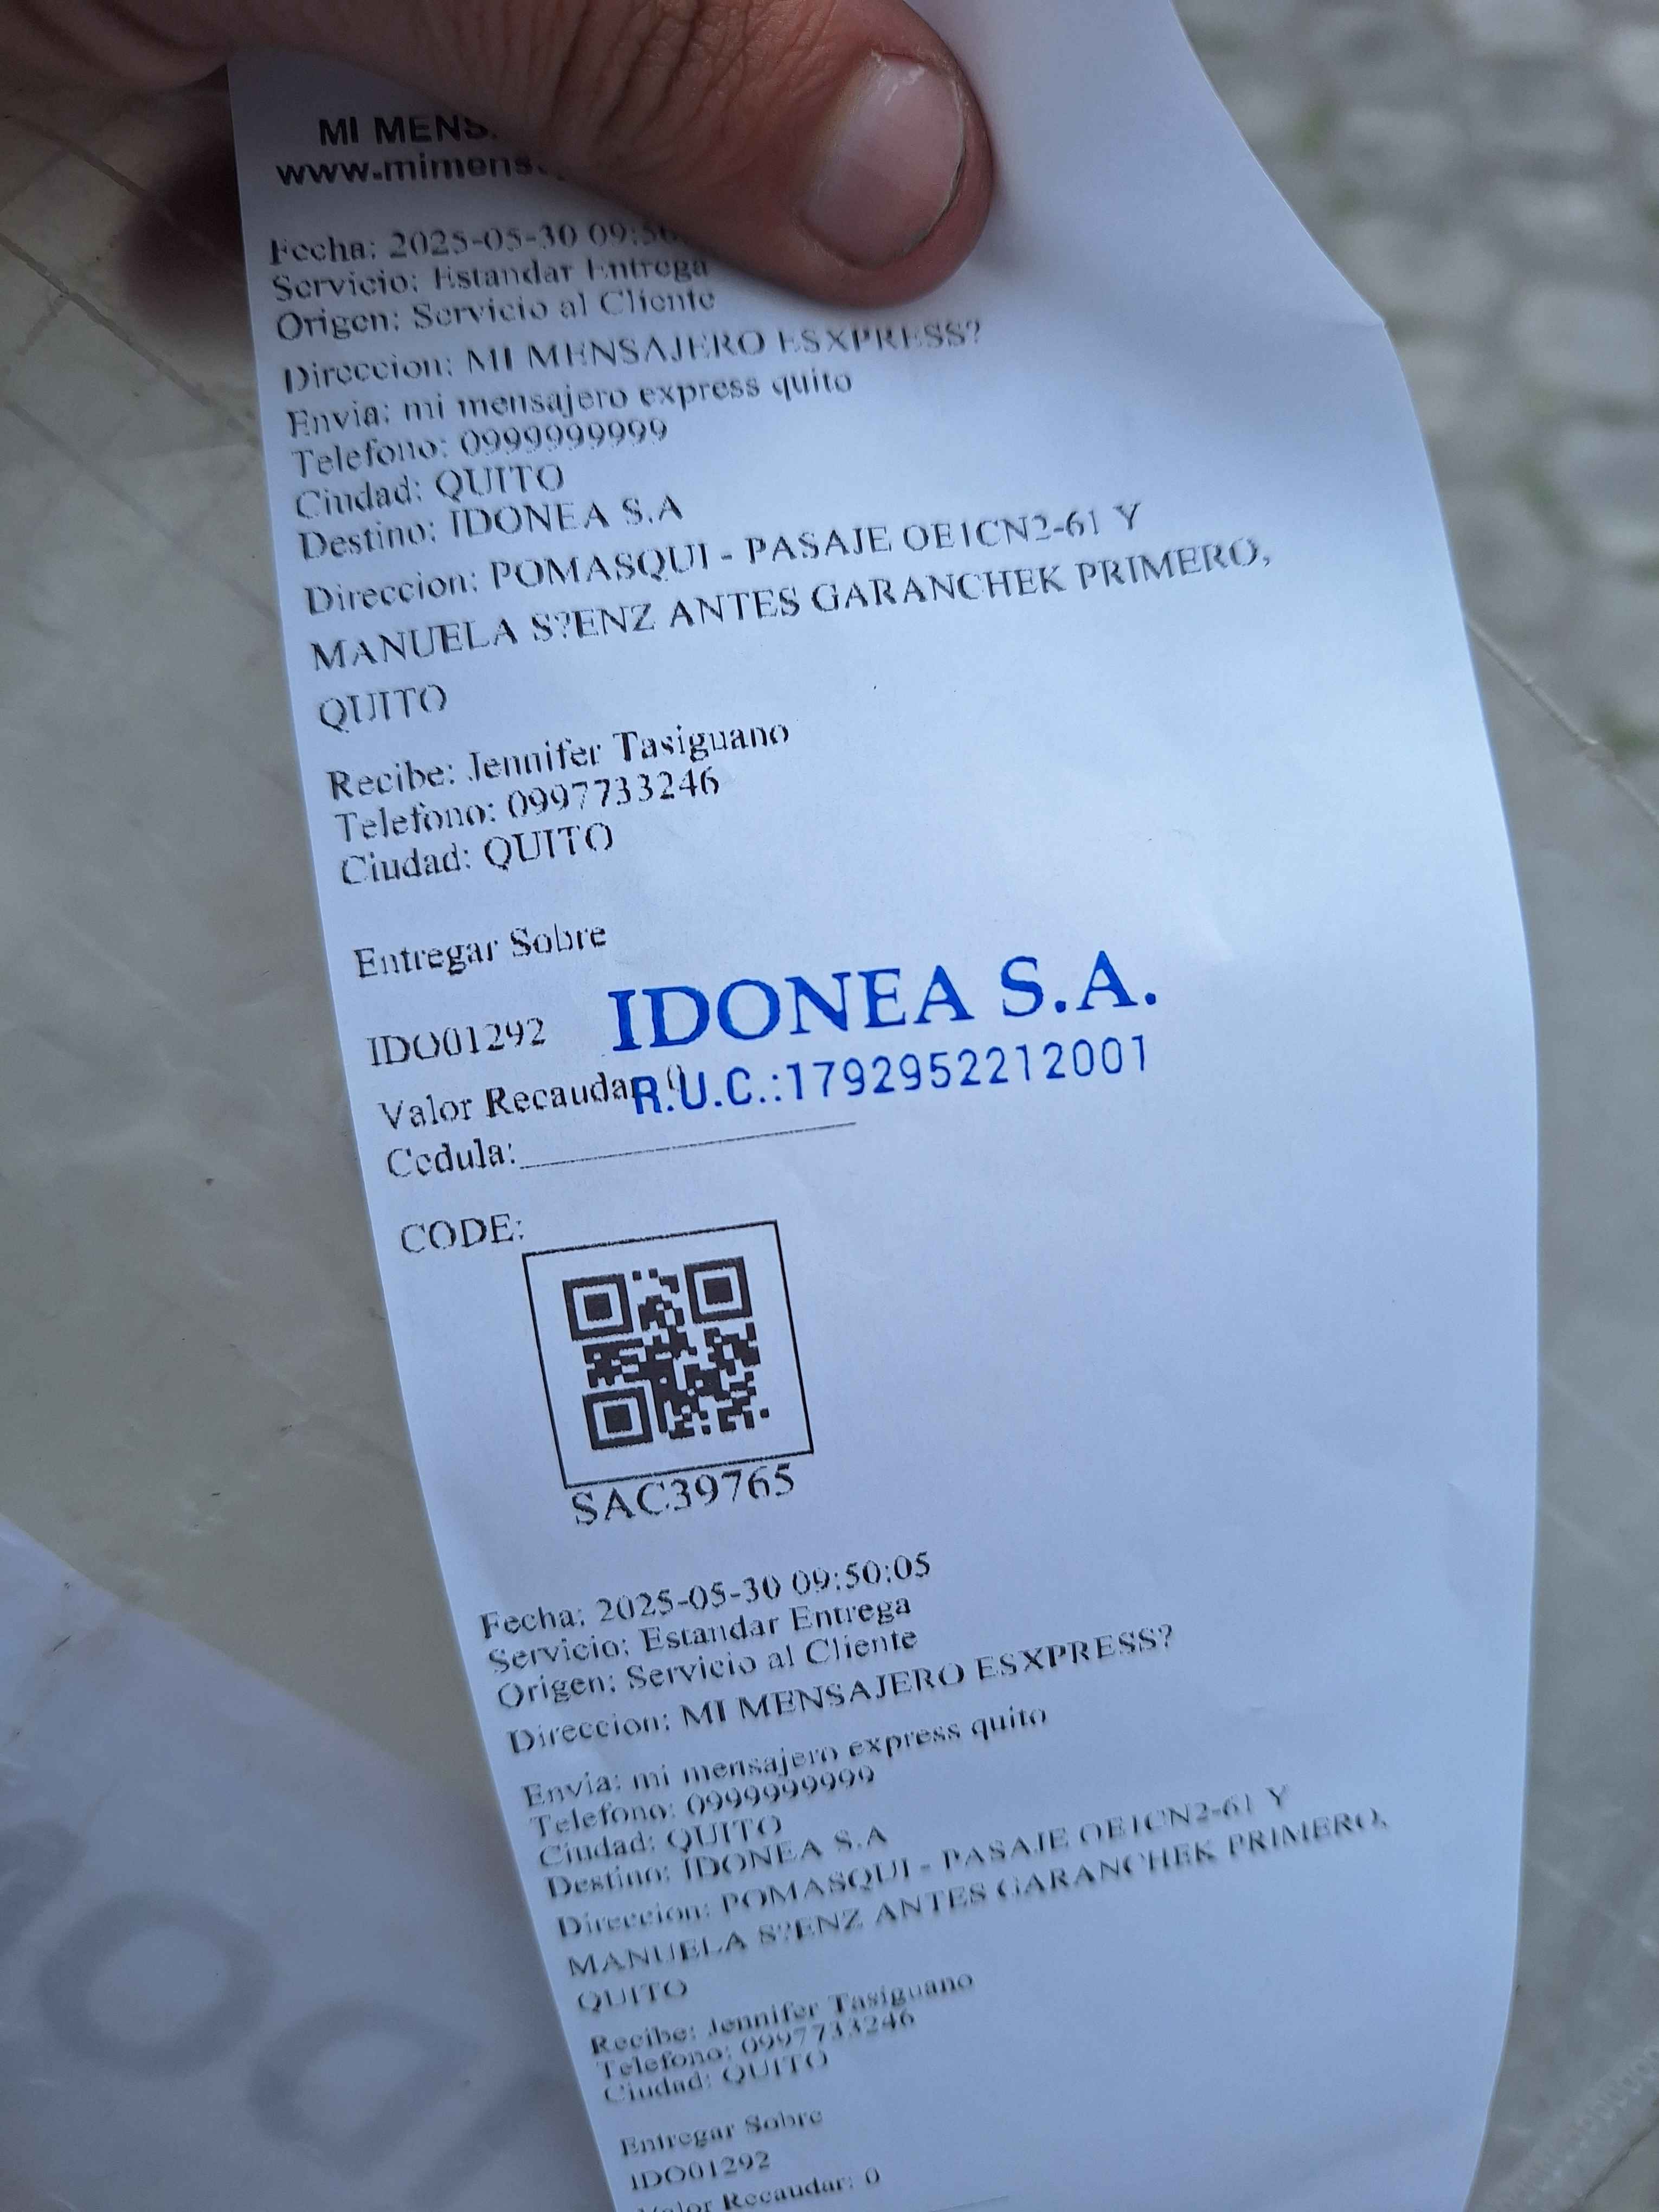 MI MENS
www.mimens
Fecha: 2025-05-30 09:50
Servicio: Estandar Entrega
Origen: Servicio al Cliente
Direccion: MI MENSAJERO ESXPRESS?
Envia: mi mensajero express quito
Telefono: 0999999999
Ciudad: QUITO
Destino: IDONEA S.A
Direccion: POMASQUI - PASAJE OE1CN2-61 Y
MANUELA S?ENZ ANTES GARANCHEK PRIMERO,
QUITO
Recibe: Jennifer Tasiguano
Telefono: 0997733246
Ciudad: QUITO
Entregar Sobre
IDO01292
IDONEA S.A.
Valor Recaudar: 0
R.U.C.:1792952212001
Cedula:
CODE:
SAC39765
Fecha: 2025-05-30 09:50:05
Servicio: Estandar Entrega
Origen: Servicio al Cliente
Direccion: MI MENSAJERO ESXPRESS?
Envia: mi mensajero express quito
Telefono: 0999999999
Ciudad: QUITO
Destino: IDONEA S.A
Direccion: POMASQUI - PASAJE OE1CN2-61 Y
MANUELA S?ENZ ANTES GARANCHEK PRIMERO,
QUITO
Recibe: Jennifer Tasiguano
Telefono: 0997733246
Ciudad: QUITO
Entregar Sobre
IDO01292
Valor Recaudar: 0